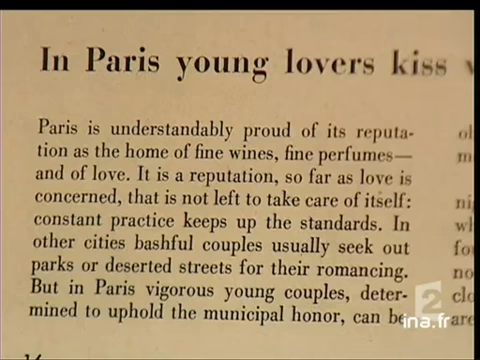 In Paris young lovers kiss
Paris is understandably proud of its reputa-
tion as the home of fine wines, fine perfumes—
and of love. It is a reputation, so far as love is
concerned, that is not left to take care of itself:
constant practice keeps up the standards. In
other cities bashful couples usually seek out
parks or deserted streets for their romancing.
But in Paris vigorous young couples, deter-
mined to uphold the municipal honor, can be
2
ina.fr